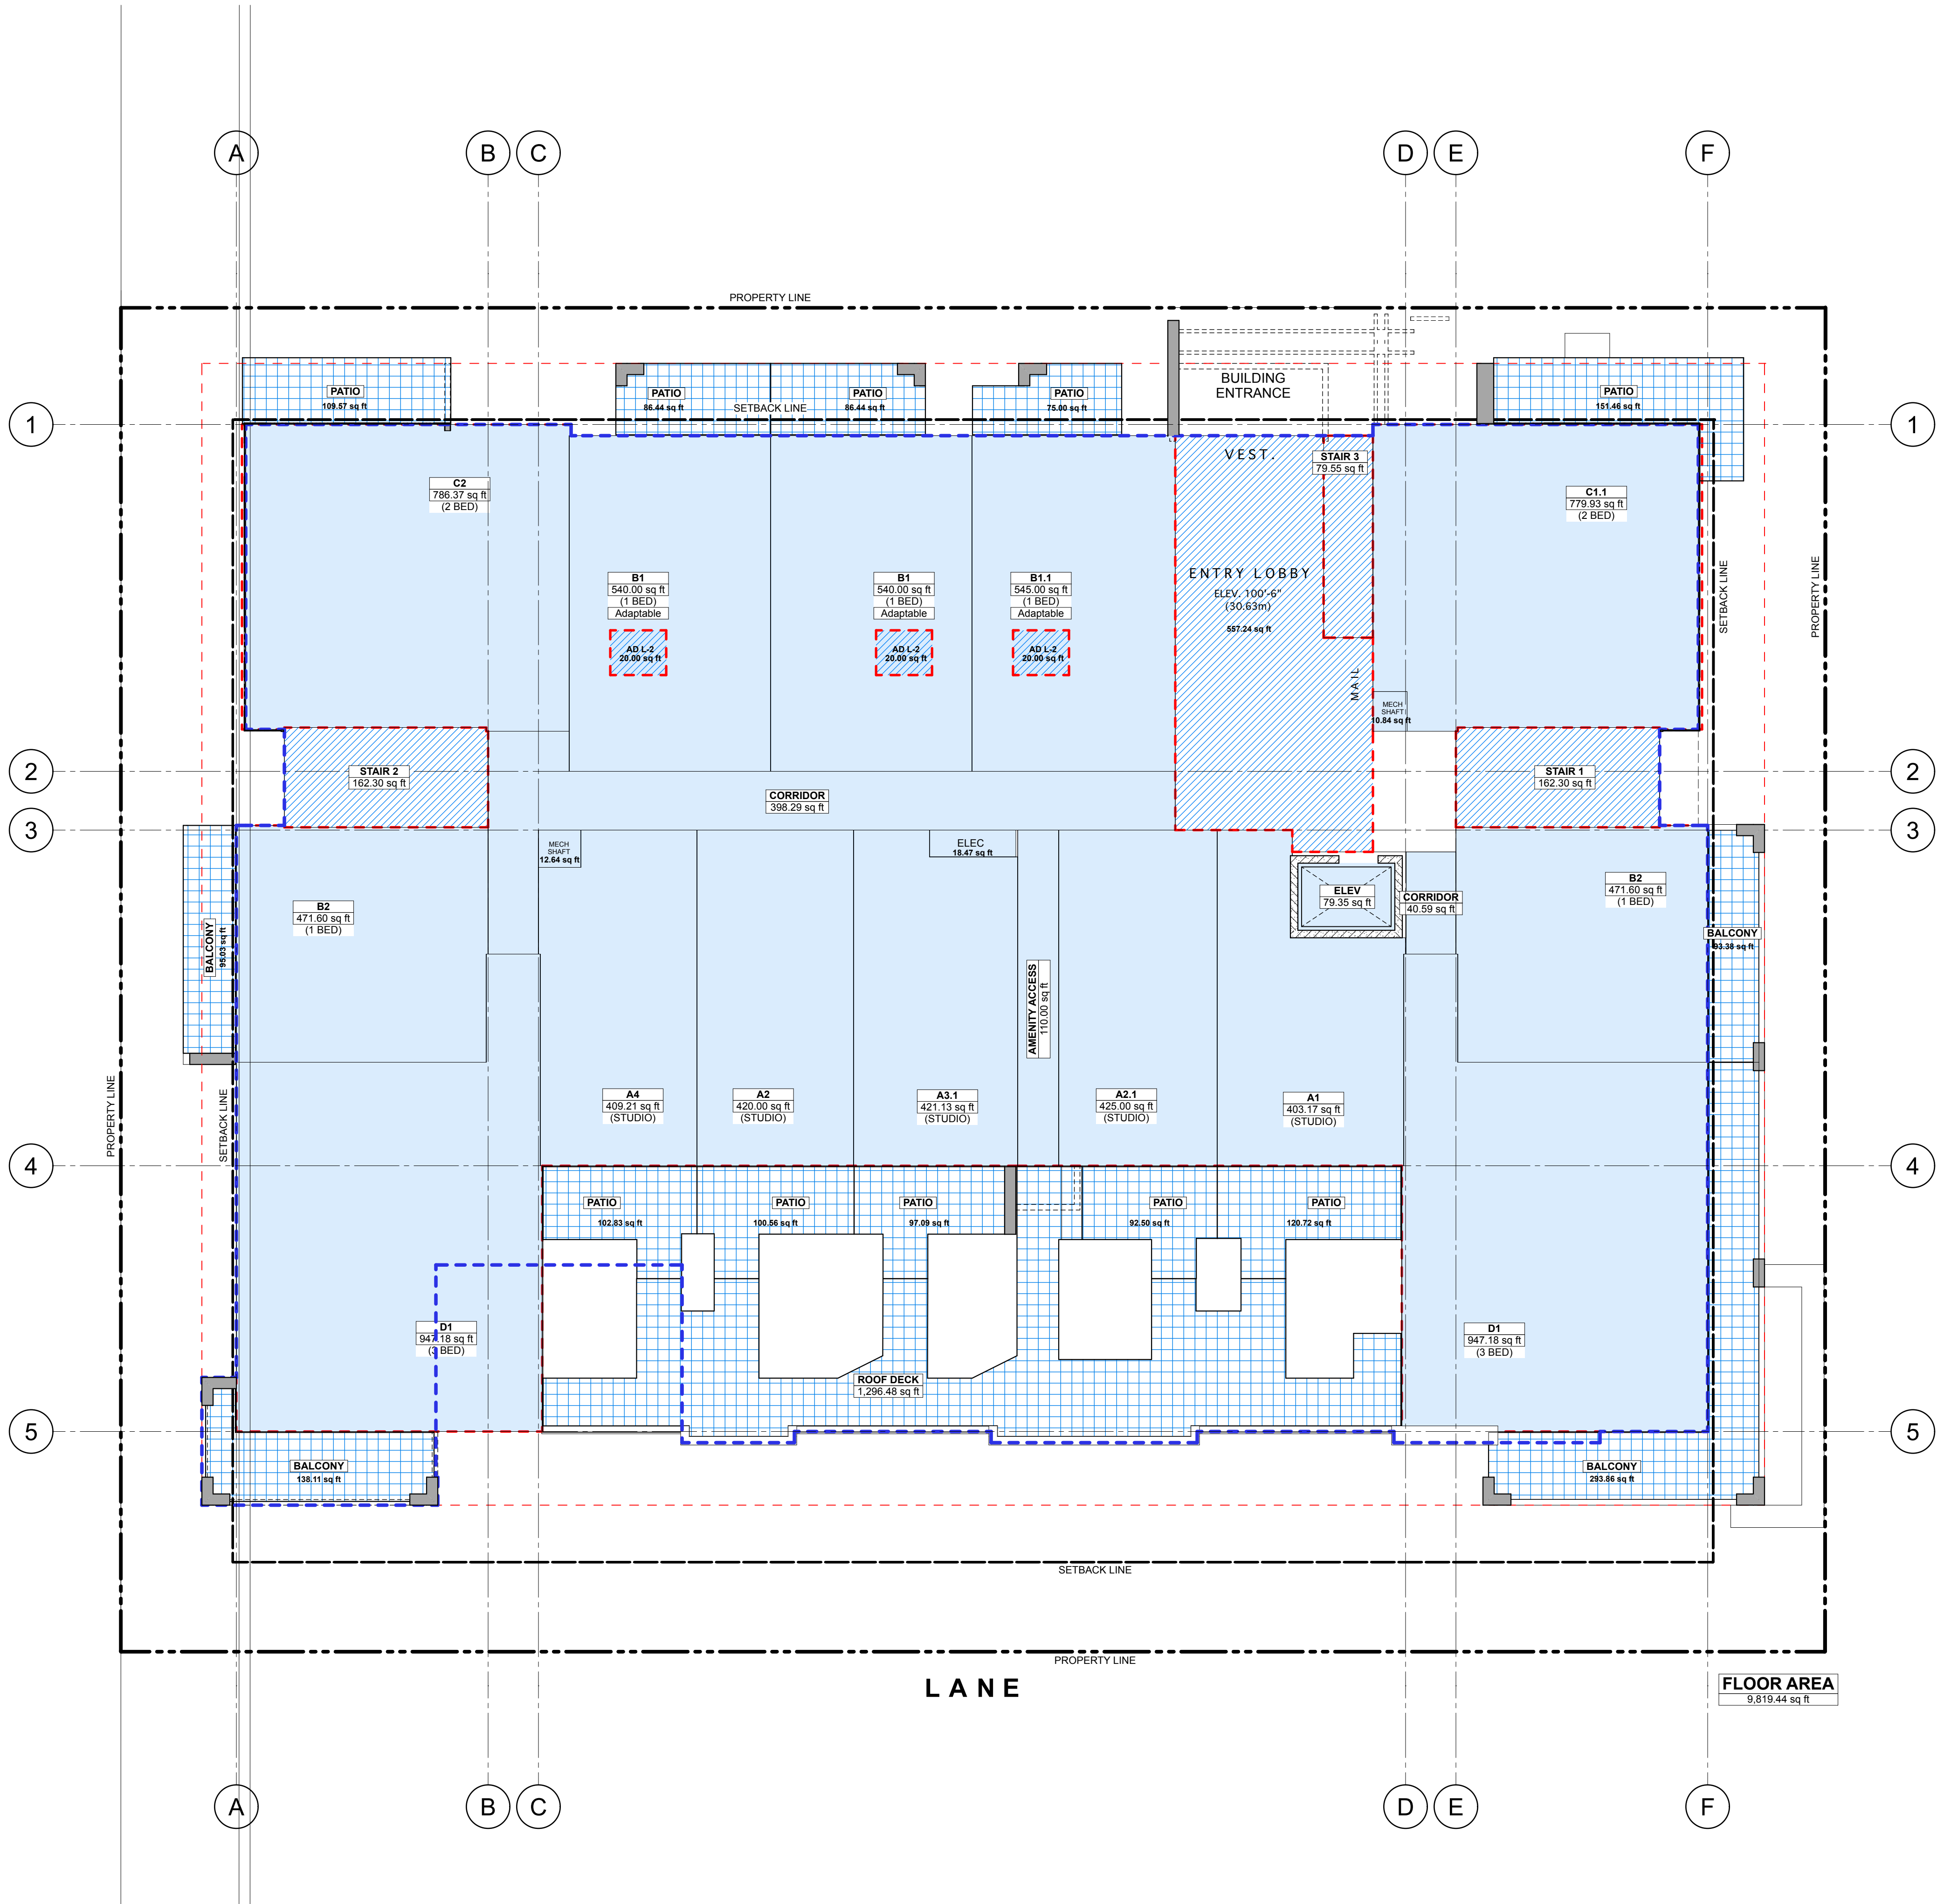 A
B
C
D
E
F
PROPERTY LINE
BUILDING
ENTRANCE
PATIO
109.57 sq ft
PATIO
86.44 sq ft
SETBACK LINE
PATIO
86.44 sq ft
PATIO
75.00 sq ft
PATIO
151.46 sq ft
1
1
VEST.
STAIR 3
79.55 sq ft
C2
786.37 sq ft
(2 BED)
C1.1
779.93 sq ft
(2 BED)
B1
540.00 sq ft
(1 BED)
Adaptable
B1
540.00 sq ft
(1 BED)
Adaptable
B1.1
545.00 sq ft
(1 BED)
Adaptable
ENTRY LOBBY
ELEV. 100'-6"
(30.63m)
557.24 sq ft
SETBACK LINE
PROPERTY LINE
AD L-2
20.00 sq ft
AD L-2
20.00 sq ft
AD L-2
20.00 sq ft
MAIL
MECH
SHAFT
10.84 sq ft
2
STAIR 2
162.30 sq ft
STAIR 1
162.30 sq ft
2
CORRIDOR
398.29 sq ft
3
3
MECH
SHAFT
12.64 sq ft
ELEC
18.47 sq ft
B2
471.60 sq ft
(1 BED)
ELEV
79.35 sq ft
CORRIDOR
40.59 sq ft
B2
471.60 sq ft
(1 BED)
BALCONY
95.03 sq ft
BALCONY
93.38 sq ft
AMENITY ACCESS
110.00 sq ft
PROPERTY LINE
SETBACK LINE
A4
409.21 sq ft
(STUDIO)
A2
420.00 sq ft
(STUDIO)
A3.1
421.13 sq ft
(STUDIO)
A2.1
425.00 sq ft
(STUDIO)
A1
403.17 sq ft
(STUDIO)
4
4
PATIO
102.83 sq ft
PATIO
100.56 sq ft
PATIO
97.09 sq ft
PATIO
92.50 sq ft
PATIO
120.72 sq ft
D1
947.18 sq ft
(3 BED)
D1
947.18 sq ft
(3 BED)
ROOF DECK
1,296.48 sq ft
5
5
BALCONY
138.11 sq ft
BALCONY
293.86 sq ft
SETBACK LINE
PROPERTY LINE
LANE
FLOOR AREA
9,819.44 sq ft
A
B
C
D
E
F